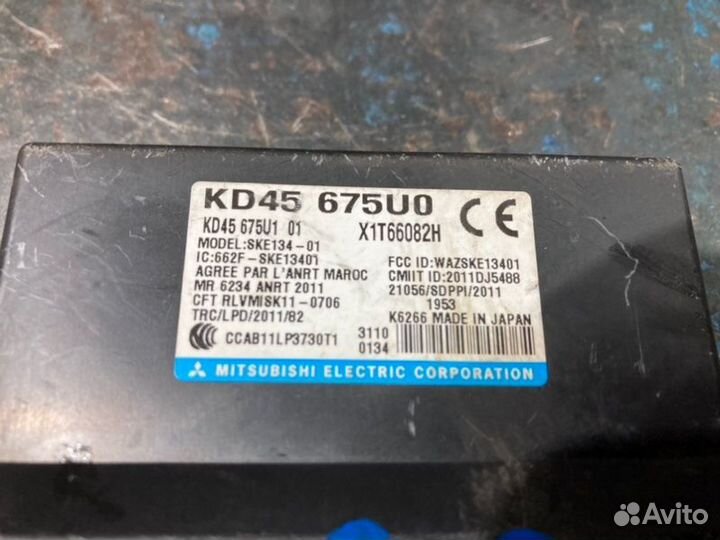 KD45 675U0
CE
KD45 675U1 01 X1T66082H
MODEL:SKE134-01
IC:662F-SKE13401 FCC ID:WAZSKE13401
AGREE PAR L'ANRT MAROC CMIIT ID:2011DJ5488
MR 6234 ANRT 2011 21056/SDPPI/2011
CFT RLVMISK11-0706 1953
TRC/LPD/2011/82 K6266 MADE IN JAPAN
CCC CCAB11LP3730T1 3110
0134
MITSUBISHI ELECTRIC CORPORATION
Avito